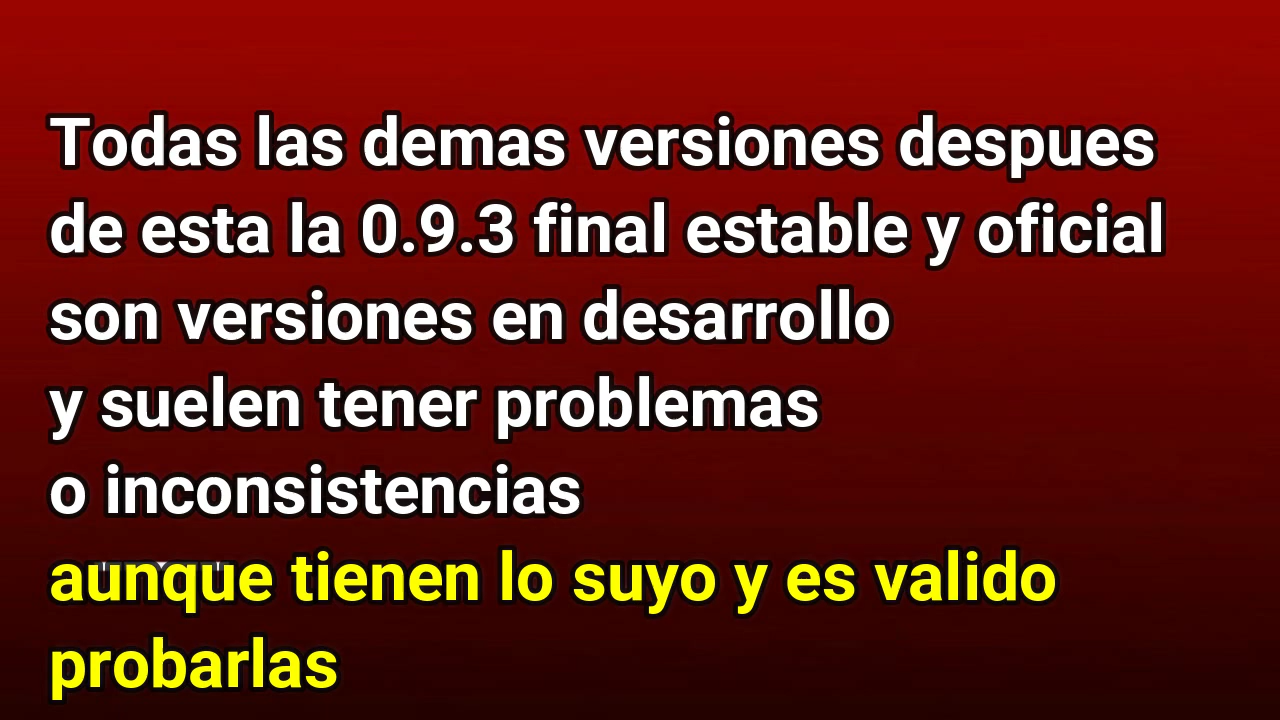 Todas las demas versiones despues
de esta la 0.9.3 final estable y oficial
son versiones en desarrollo
y suelen tener problemas
o inconsistencias
aunque tienen lo suyo y es valido
probarlas